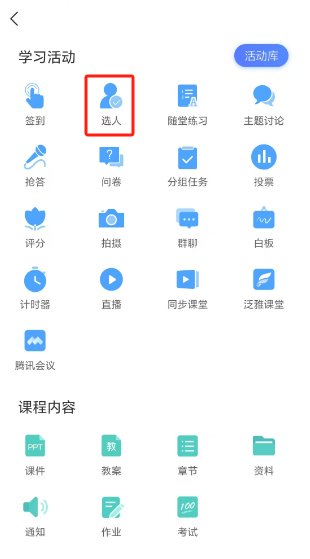 学习活动 活动库
签到 选人 随堂练习 主题讨论
抢答 问卷 分组任务 投票
评分 拍摄 群聊 白板
计时器 直播 同步课堂 泛雅课堂
腾讯会议
课程内容
PPT 教
课件 教案 章节 资料
100
通知 作业 考试